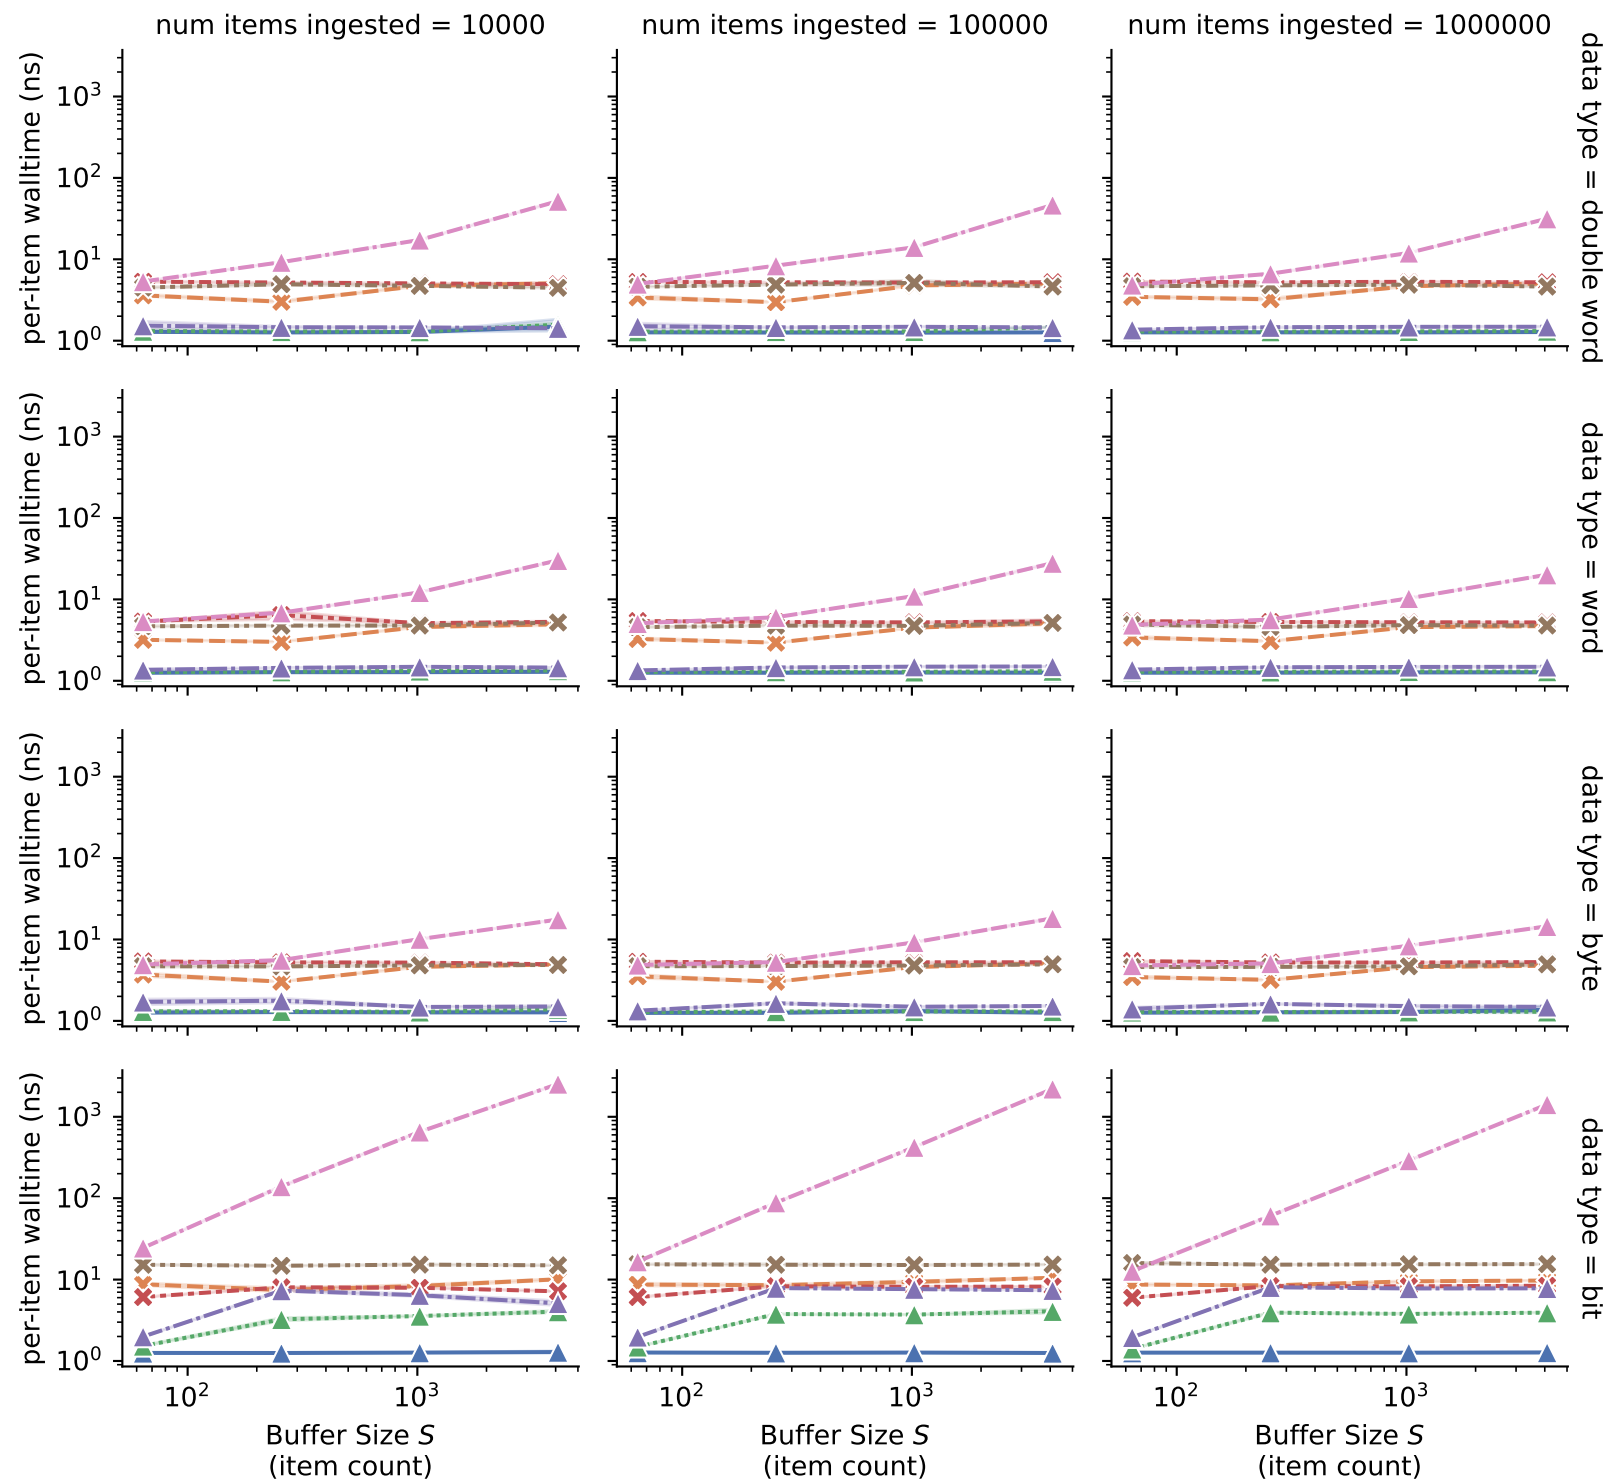 num items ingested = 10000
num items ingested = 100000
num items ingested = 1000000
per-item walltime (ns)
10³
10²
10¹
10⁰
data type = double word
per-item walltime (ns)
10³
10²
10¹
10⁰
data type = word
per-item walltime (ns)
10³
10²
10¹
10⁰
data type = byte
per-item walltime (ns)
10³
10²
10¹
10⁰
data type = bit
10² 10³
10² 10³
10² 10³
Buffer Size S
(item count)
Buffer Size S
(item count)
Buffer Size S
(item count)